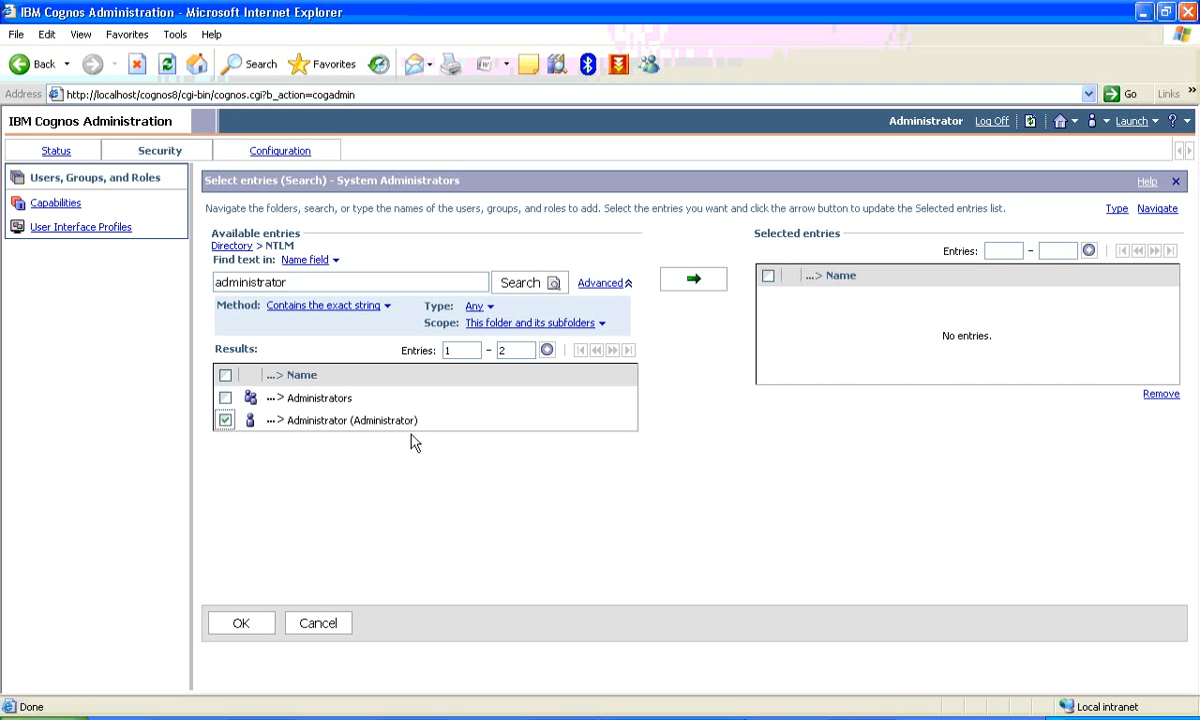 IBM Cognos Administration - Microsoft Internet Explorer
File Edit View Favorites Tools Help
Back Search Favorites
Address http://localhost/cognos8/cgi-bin/cognos.cgi?b_action=cogadmin Go Links »
IBM Cognos Administration Administrator Log Off Launch ?
Status Security Configuration
Users, Groups, and Roles
Capabilities
User Interface Profiles
Select entries (Search) - System Administrators Help
Navigate the folders, search, or type the names of the users, groups, and roles to add. Select the entries you want and click the arrow button to update the Selected entries list. Type Navigate
Available entries
Directory > NTLM
Find text in: Name field
administrator Search Advanced
Method: Contains the exact string Type: Any
Scope: This folder and its subfolders
Results: Entries: 1 - 2
...> Name
...> Administrators
...> Administrator (Administrator)
Selected entries
Entries: -
...> Name
No entries.
Remove
OK Cancel
Done Local intranet